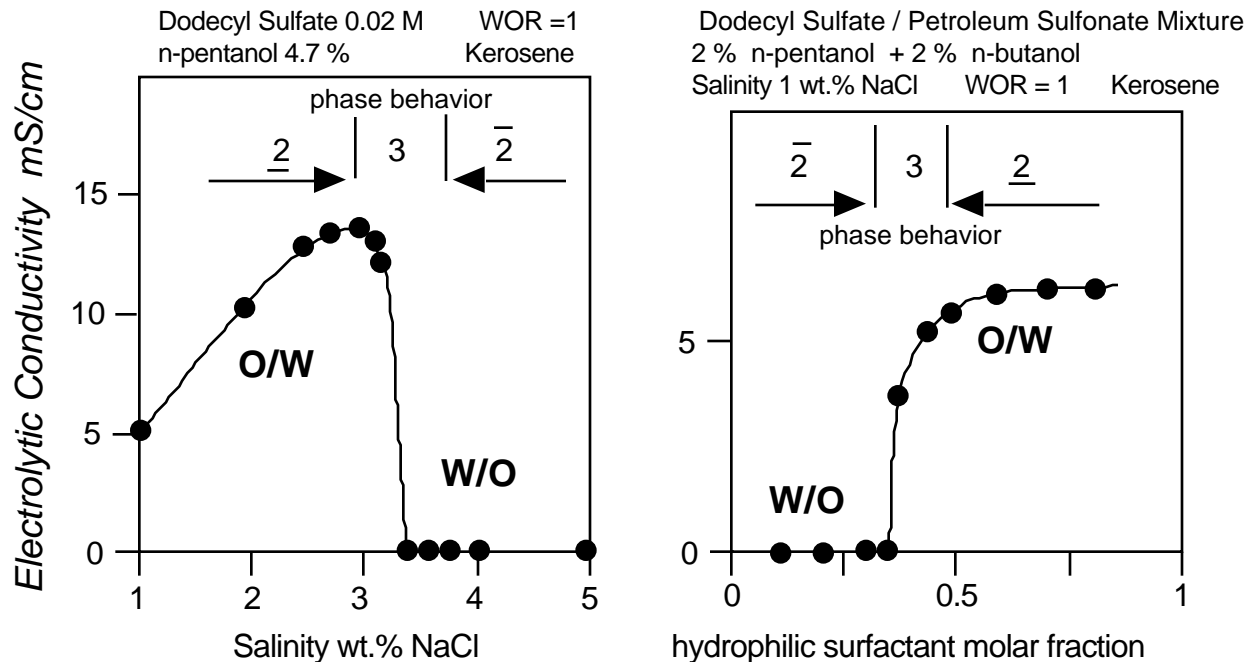 Dodecyl Sulfate 0.02 M WOR =1
n-pentanol 4.7 % Kerosene
phase behavior
2 3 2
15
10
5
0
O/W
W/O
1 2 3 4 5
Salinity wt.% NaCl
Electrolytic Conductivity mS/cm
Dodecyl Sulfate / Petroleum Sulfonate Mixture
2 % n-pentanol + 2 % n-butanol
Salinity 1 wt.% NaCl WOR = 1 Kerosene
2 3 2
phase behavior
5
0
O/W
W/O
0 0.5 1
hydrophilic surfactant molar fraction